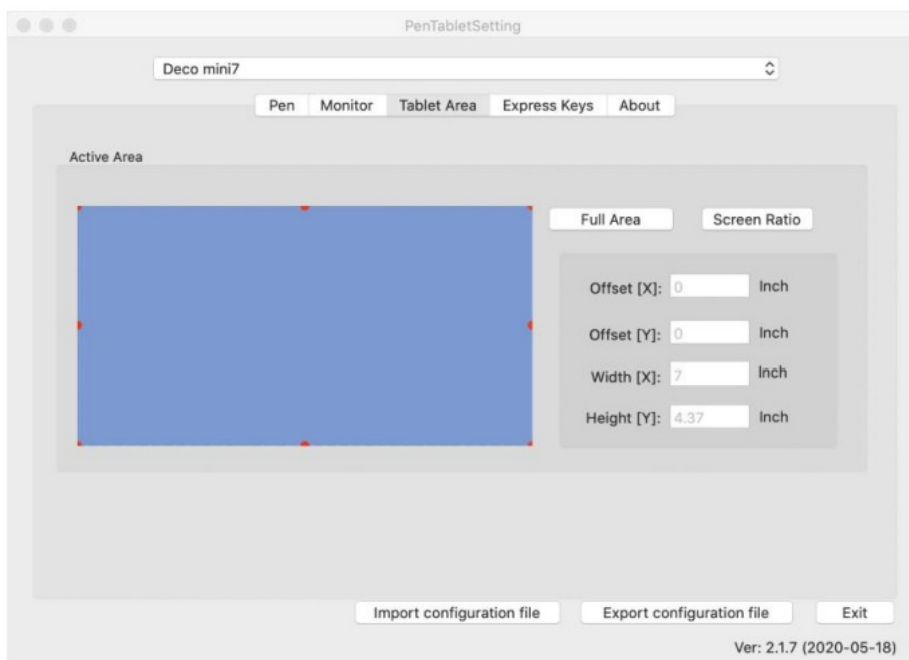 PenTabletSetting
Deco mini7
Pen Monitor Tablet Area Express Keys About
Active Area
Full Area Screen Ratio
Offset [X]: 0 Inch
Offset [Y]: 0 Inch
Width [X]: 7 Inch
Height [Y]: 4.37 Inch
Import configuration file Export configuration file Exit
Ver: 2.1.7 (2020-05-18)